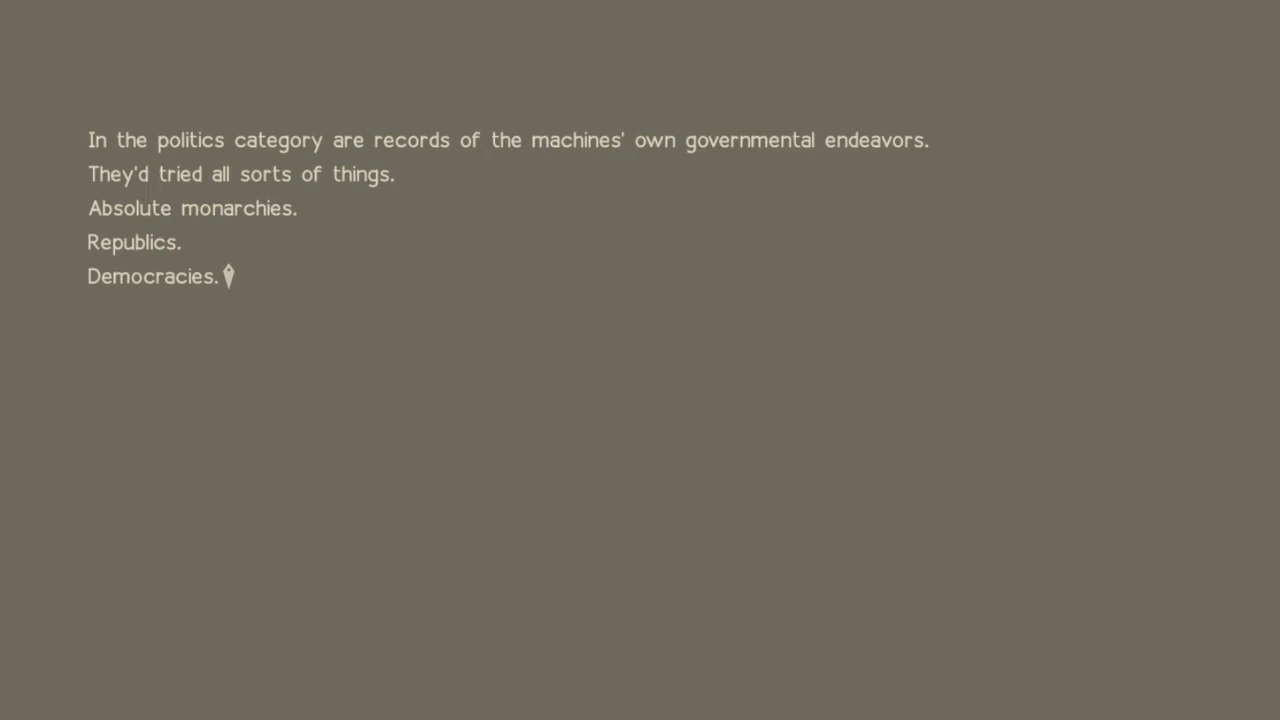 In the politics category are records of the machines' own governmental endeavors.
They'd tried all sorts of things.
Absolute monarchies.
Republics.
Democracies.